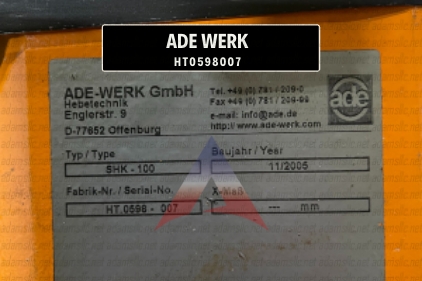 ADE WERK
HT0598007
ADE-WERK GmbH
Hebetechnik
Englerstr. 9
D-77652 Offenburg
Tel. +49 (0) 781 / 209-0
Fax +49 (0) 781 / 209-99
e-mail: info@ade.de
http:// www.ade-werk.com
ade
Typ / Type
SHK - 100
Baujahr / Year
11/2005
Fabrik-Nr. / Serial-No.
HT.0598 - 007
X-Maß
--- mm